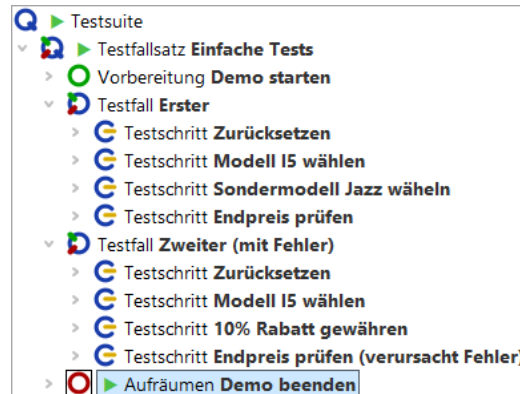 Testsuite
Testfallsatz Einfache Tests
Vorbereitung Demo starten
Testfall Erster
Testschritt Zurücksetzen
Testschritt Modell I5 wählen
Testschritt Sondermodell Jazz wäheln
Testschritt Endpreis prüfen
Testfall Zweiter (mit Fehler)
Testschritt Zurücksetzen
Testschritt Modell I5 wählen
Testschritt 10% Rabatt gewähren
Testschritt Endpreis prüfen (verursacht Fehler)
Aufräumen Demo beenden